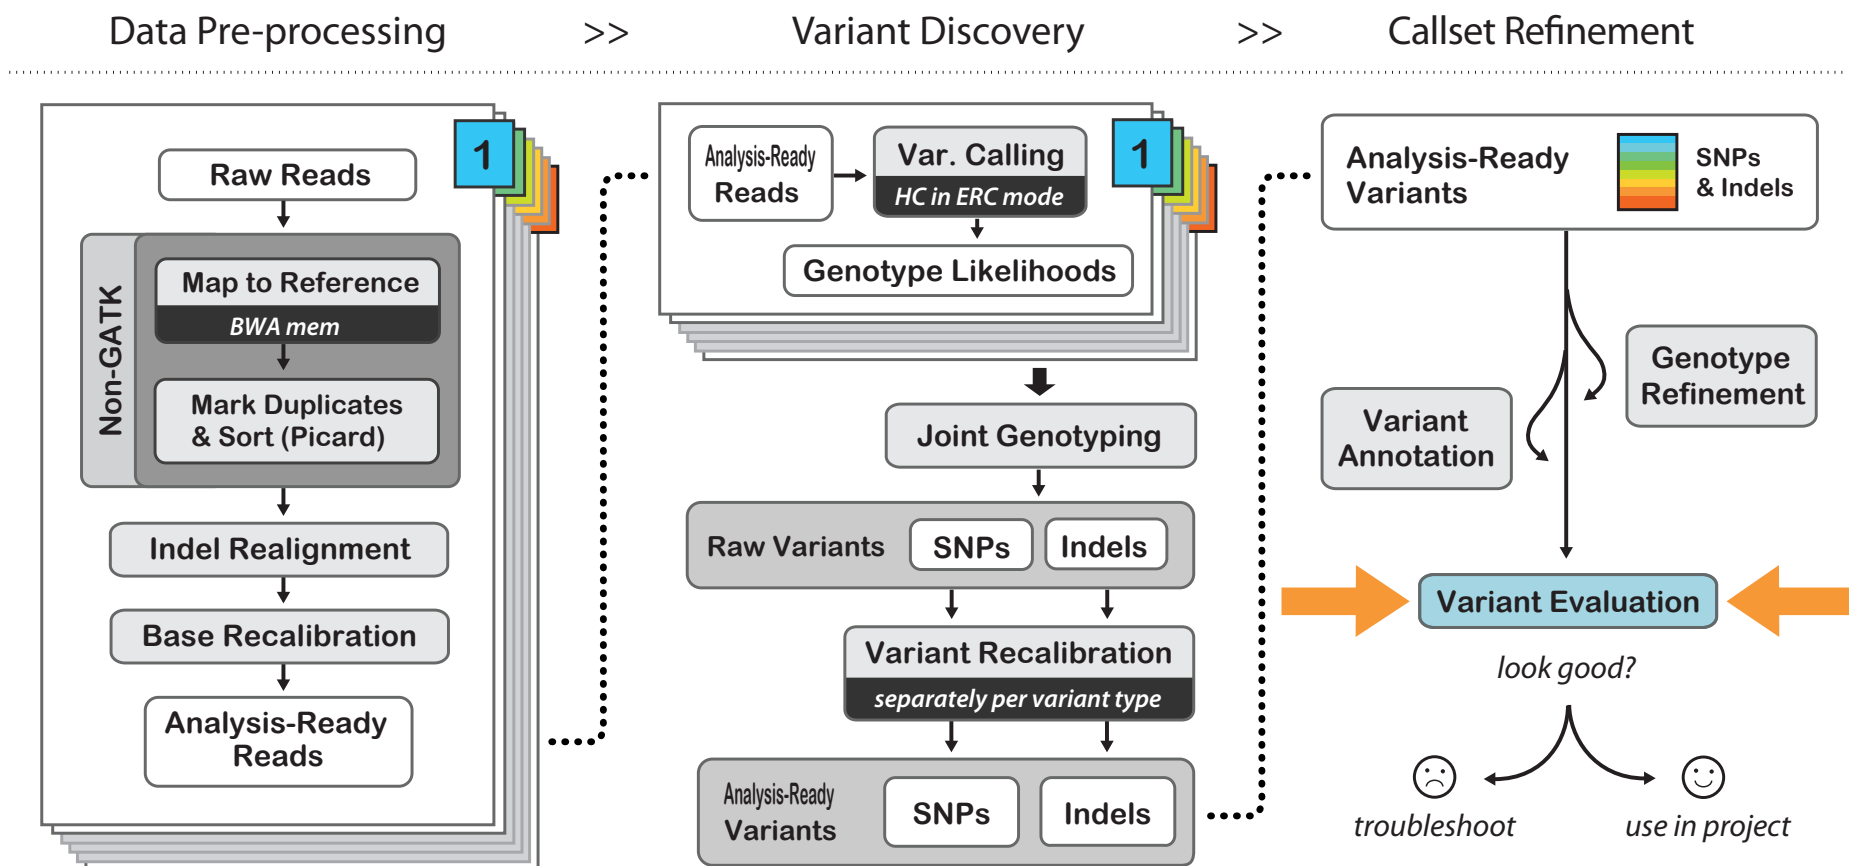 Data Pre-processing >> Variant Discovery >> Callset Refinement
1
Raw Reads
Non-GATK
Map to Reference
BWA mem
Mark Duplicates
& Sort (Picard)
Indel Realignment
Base Recalibration
Analysis-Ready
Reads
1
Analysis-Ready
Reads
Var. Calling
HC in ERC mode
Genotype Likelihoods
Joint Genotyping
Raw Variants
SNPs
Indels
Variant Recalibration
separately per variant type
Analysis-Ready
Variants
SNPs
Indels
Analysis-Ready
Variants
SNPs
& Indels
Genotype
Refinement
Variant
Annotation
Variant Evaluation
look good?
troubleshoot
use in project